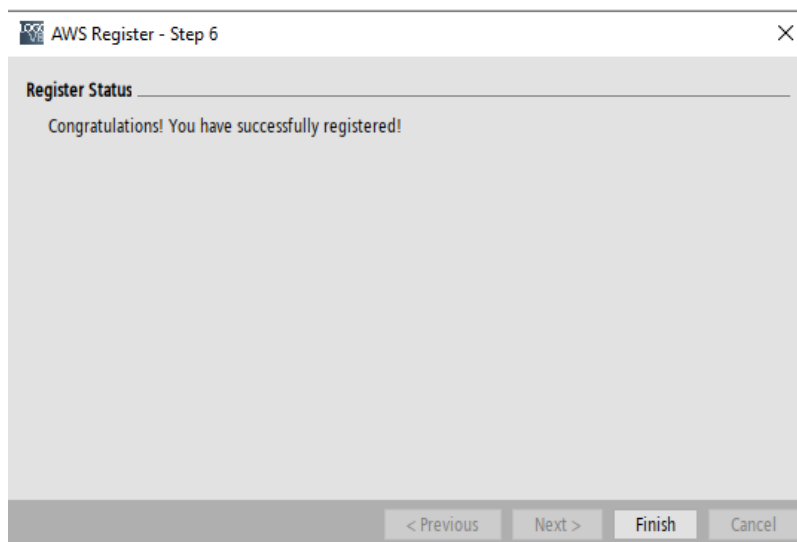 AWS Register - Step 6
Register Status
Congratulations! You have successfully registered!
< Previous Next > Finish Cancel